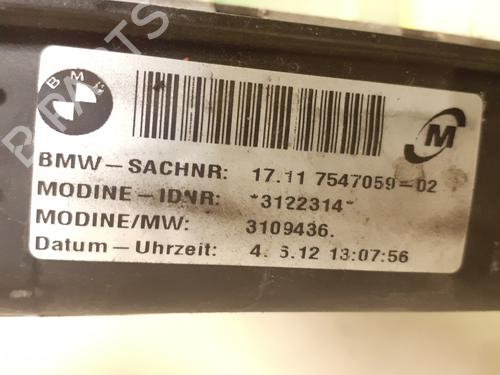 BMW
M
BMW-SACHNR: 17.11 7547059-02
MODINE-IDNR: *3122314*
MODINE/MW: 3109436.
Datum-Uhrzeit: 4. 6.12 13:07:56